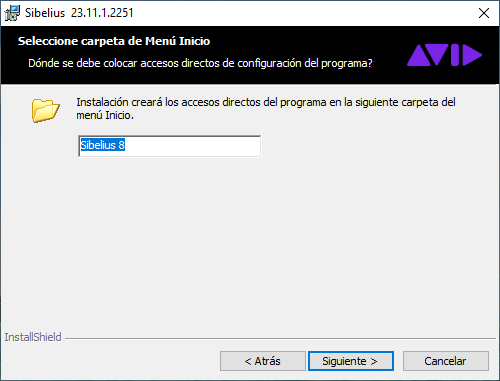 Sibelius 23.11.1.2251
Seleccione carpeta de Menú Inicio
Dónde se debe colocar accesos directos de configuración del programa?
AVID
Instalación creará los accesos directos del programa en la siguiente carpeta del
menú Inicio.
Sibelius 8
InstallShield
< Atrás
Siguiente >
Cancelar